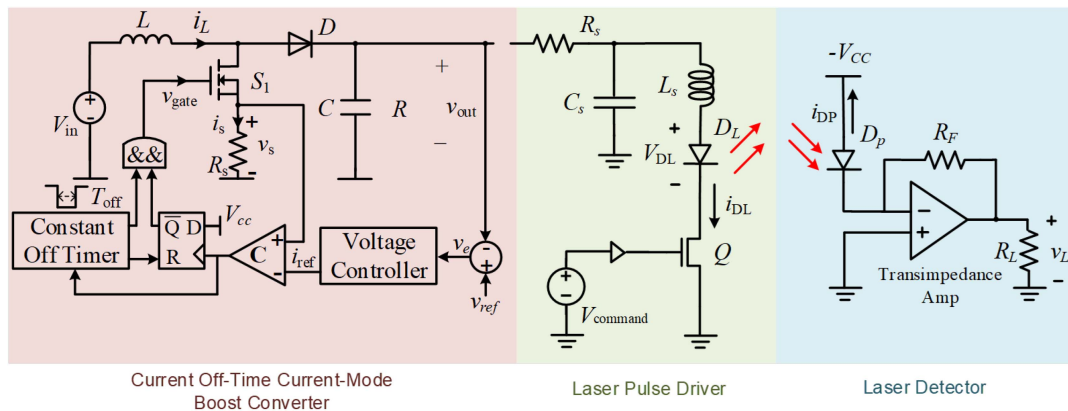 L
i_L
D
S_1
v_gate
V_in
+
−
i_s
+
v_s
-
R_s
C
R
+
v_out
−
&&
T_off
Constant
Off Timer
Q̅ D
R
V_cc
C
+
-
i_ref
Voltage
Controller
v_e
-
+
v_ref
R_s
C_s
L_s
+
V_DL
-
D_L
i_DL
Q
+
−
V_command
-V_CC
i_DP
D_p
R_F
−
+
Transimpedance
Amp
R_L
+
v_L
-
Current Off-Time Current-Mode
Boost Converter
Laser Pulse Driver
Laser Detector